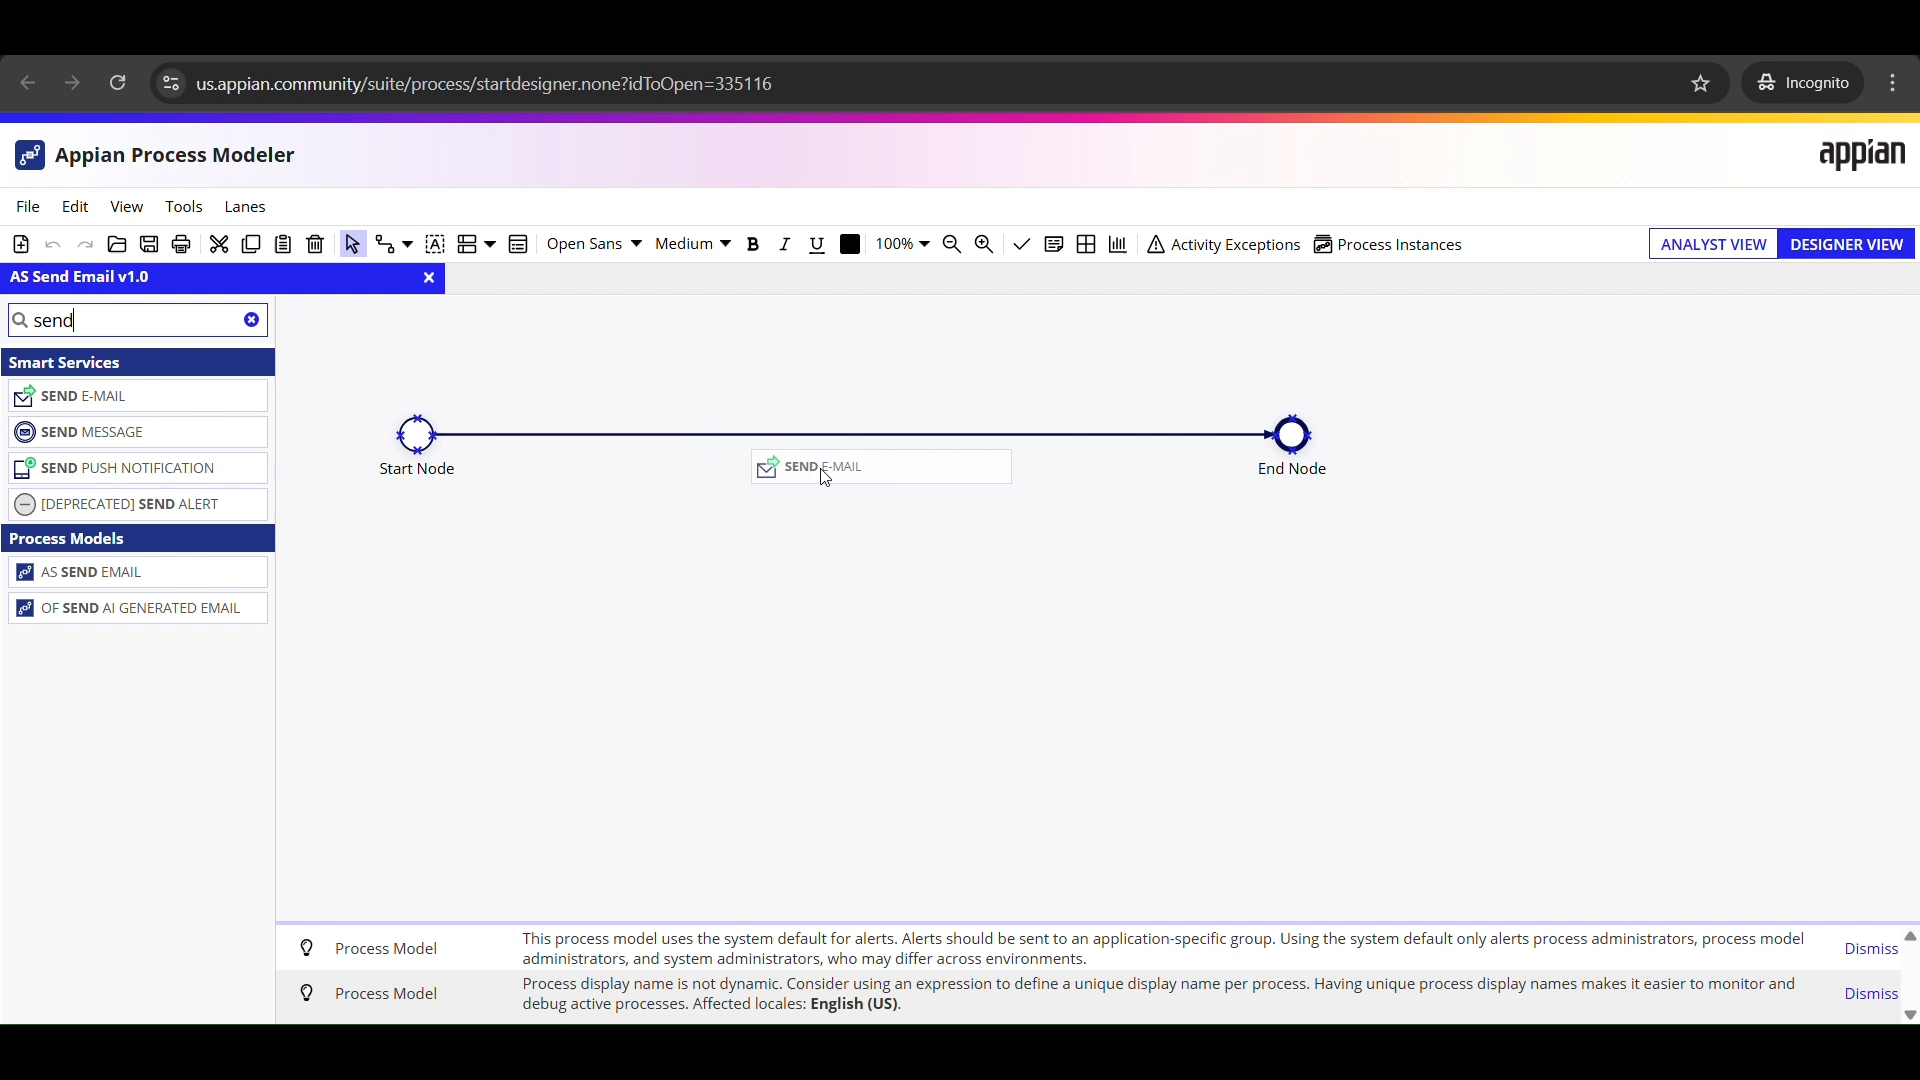 us.appian.community/suite/process/startdesigner.none?idToOpen=335116
Incognito
Appian Process Modeler
appian
File Edit View Tools Lanes
Open Sans Medium B I U 100% Activity Exceptions Process Instances ANALYST VIEW DESIGNER VIEW
AS Send Email v1.0
send
Smart Services
SEND E-MAIL
SEND MESSAGE
SEND PUSH NOTIFICATION
[DEPRECATED] SEND ALERT
Process Models
AS SEND EMAIL
OF SEND AI GENERATED EMAIL
Start Node
SEND E-MAIL
End Node
Process Model
This process model uses the system default for alerts. Alerts should be sent to an application-specific group. Using the system default only alerts process administrators, process model
administrators, and system administrators, who may differ across environments.
Dismiss
Process Model
Process display name is not dynamic. Consider using an expression to define a unique display name per process. Having unique process display names makes it easier to monitor and
debug active processes. Affected locales: English (US).
Dismiss